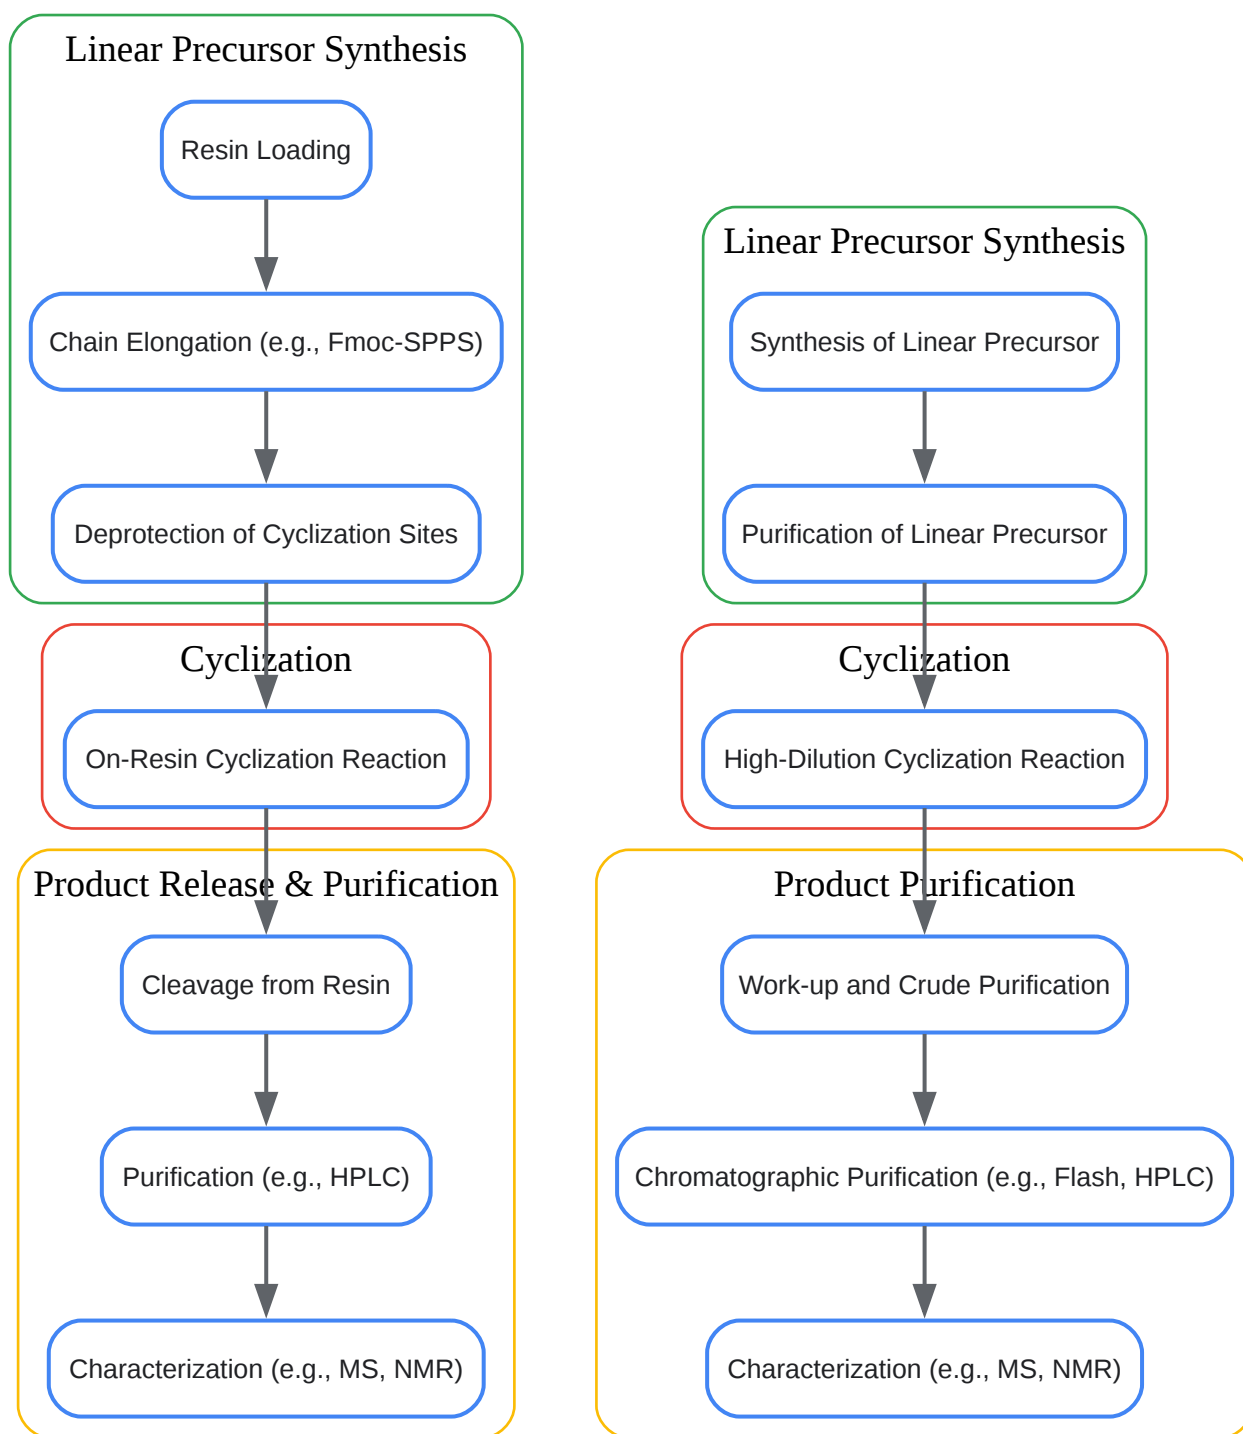 Linear Precursor Synthesis
Resin Loading
Chain Elongation (e.g., Fmoc-SPPS)
Deprotection of Cyclization Sites
Cyclization
On-Resin Cyclization Reaction
Product Release & Purification
Cleavage from Resin
Purification (e.g., HPLC)
Characterization (e.g., MS, NMR)
Linear Precursor Synthesis
Synthesis of Linear Precursor
Purification of Linear Precursor
Cyclization
High-Dilution Cyclization Reaction
Product Purification
Work-up and Crude Purification
Chromatographic Purification (e.g., Flash, HPLC)
Characterization (e.g., MS, NMR)